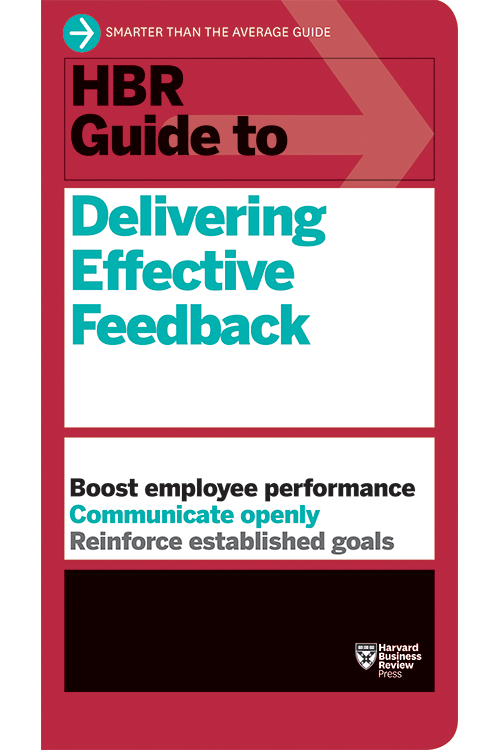 SMARTER THAN THE AVERAGE GUIDE
HBR
Guide to
Delivering
Effective
Feedback
Boost employee performance
Communicate openly
Reinforce established goals
Harvard
Business
Review
Press